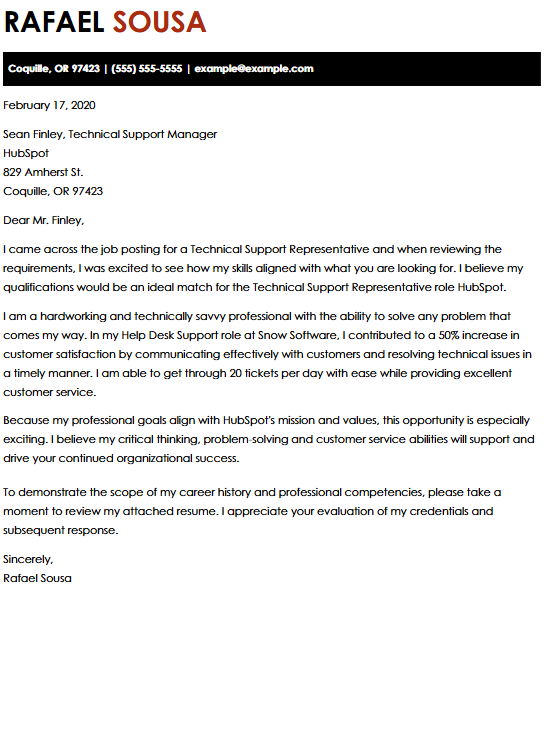 RAFAEL SOUSA
Coquille, OR 97423 | (555) 555-5555 | example@example.com
February 17, 2020
Sean Finley, Technical Support Manager
HubSpot
829 Amherst St.
Coquille, OR 97423
Dear Mr. Finley,
I came across the job posting for a Technical Support Representative and when reviewing the
requirements, I was excited to see how my skills aligned with what you are looking for. I believe my
qualifications would be an ideal match for the Technical Support Representative role HubSpot.
I am a hardworking and technically savvy professional with the ability to solve any problem that
comes my way. In my Help Desk Support role at Snow Software, I contributed to a 50% increase in
customer satisfaction by communicating effectively with customers and resolving technical issues in
a timely manner. I am able to get through 20 tickets per day with ease while providing excellent
customer service.
Because my professional goals align with HubSpot's mission and values, this opportunity is especially
exciting. I believe my critical thinking, problem-solving and customer service abilities will support and
drive your continued organizational success.
To demonstrate the scope of my career history and professional competencies, please take a
moment to review my attached resume. I appreciate your evaluation of my credentials and
subsequent response.
Sincerely,
Rafael Sousa